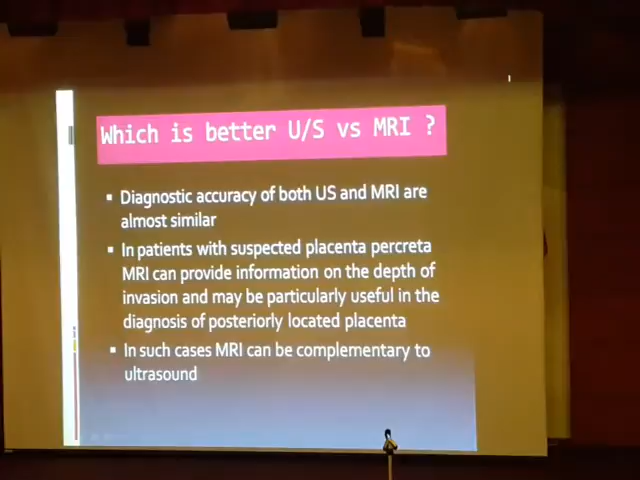 Which is better U/S vs MRI ?
▪ Diagnostic accuracy of both US and MRI are
almost similar
▪ In patients with suspected placenta percreta
MRI can provide information on the depth of
invasion and may be particularly useful in the
diagnosis of posteriorly located placenta
▪ In such cases MRI can be complementary to
ultrasound